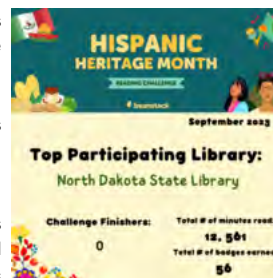 HISPANIC
HERITAGE MONTH
READING CHALLENGE
beanstack
September 2023
Top Participating Library:
North Dakota State Library
Challenge Finishers:
0
Total # of minutes read:
12, 561
Total # of badges earned
56